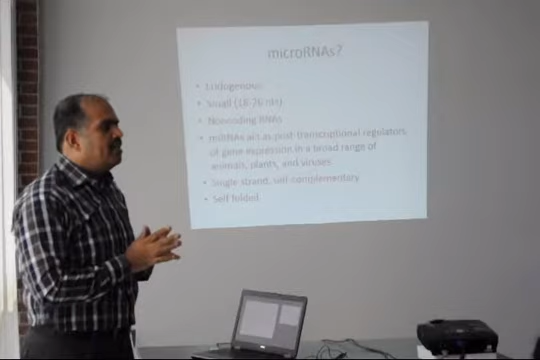 microRNAs?
• Endogenous
• Small (18-26 nts)
• Noncoding RNAs
• miRNAs act as post-transcriptional regulators
of gene expression in a broad range of
animals, plants, and viruses
• Single strand, self-complementary
• Self folded